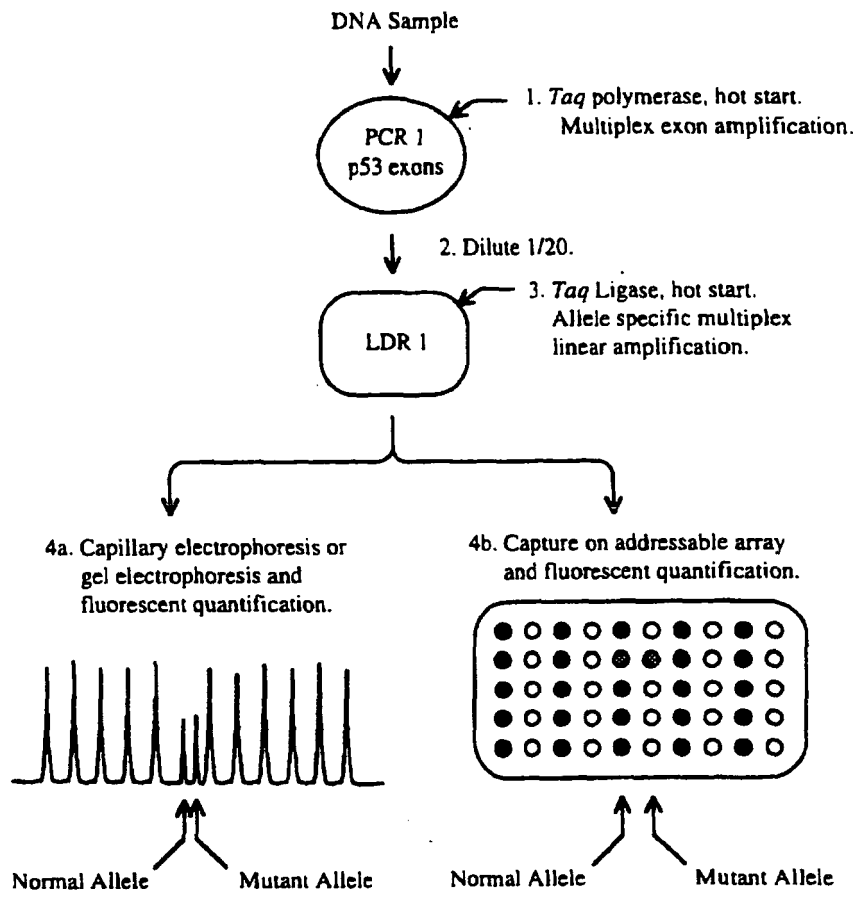 DNA Sample
1. Taq polymerase, hot start.
Multiplex exon amplification.
PCR 1
p53 exons
2. Dilute 1/20.
3. Taq Ligase, hot start.
Allele specific multiplex
linear amplification.
LDR 1
4a. Capillary electrophoresis or
gel electrophoresis and
fluorescent quantification.
4b. Capture on addressable array
and fluorescent quantification.
Normal Allele
Mutant Allele
Normal Allele
Mutant Allele